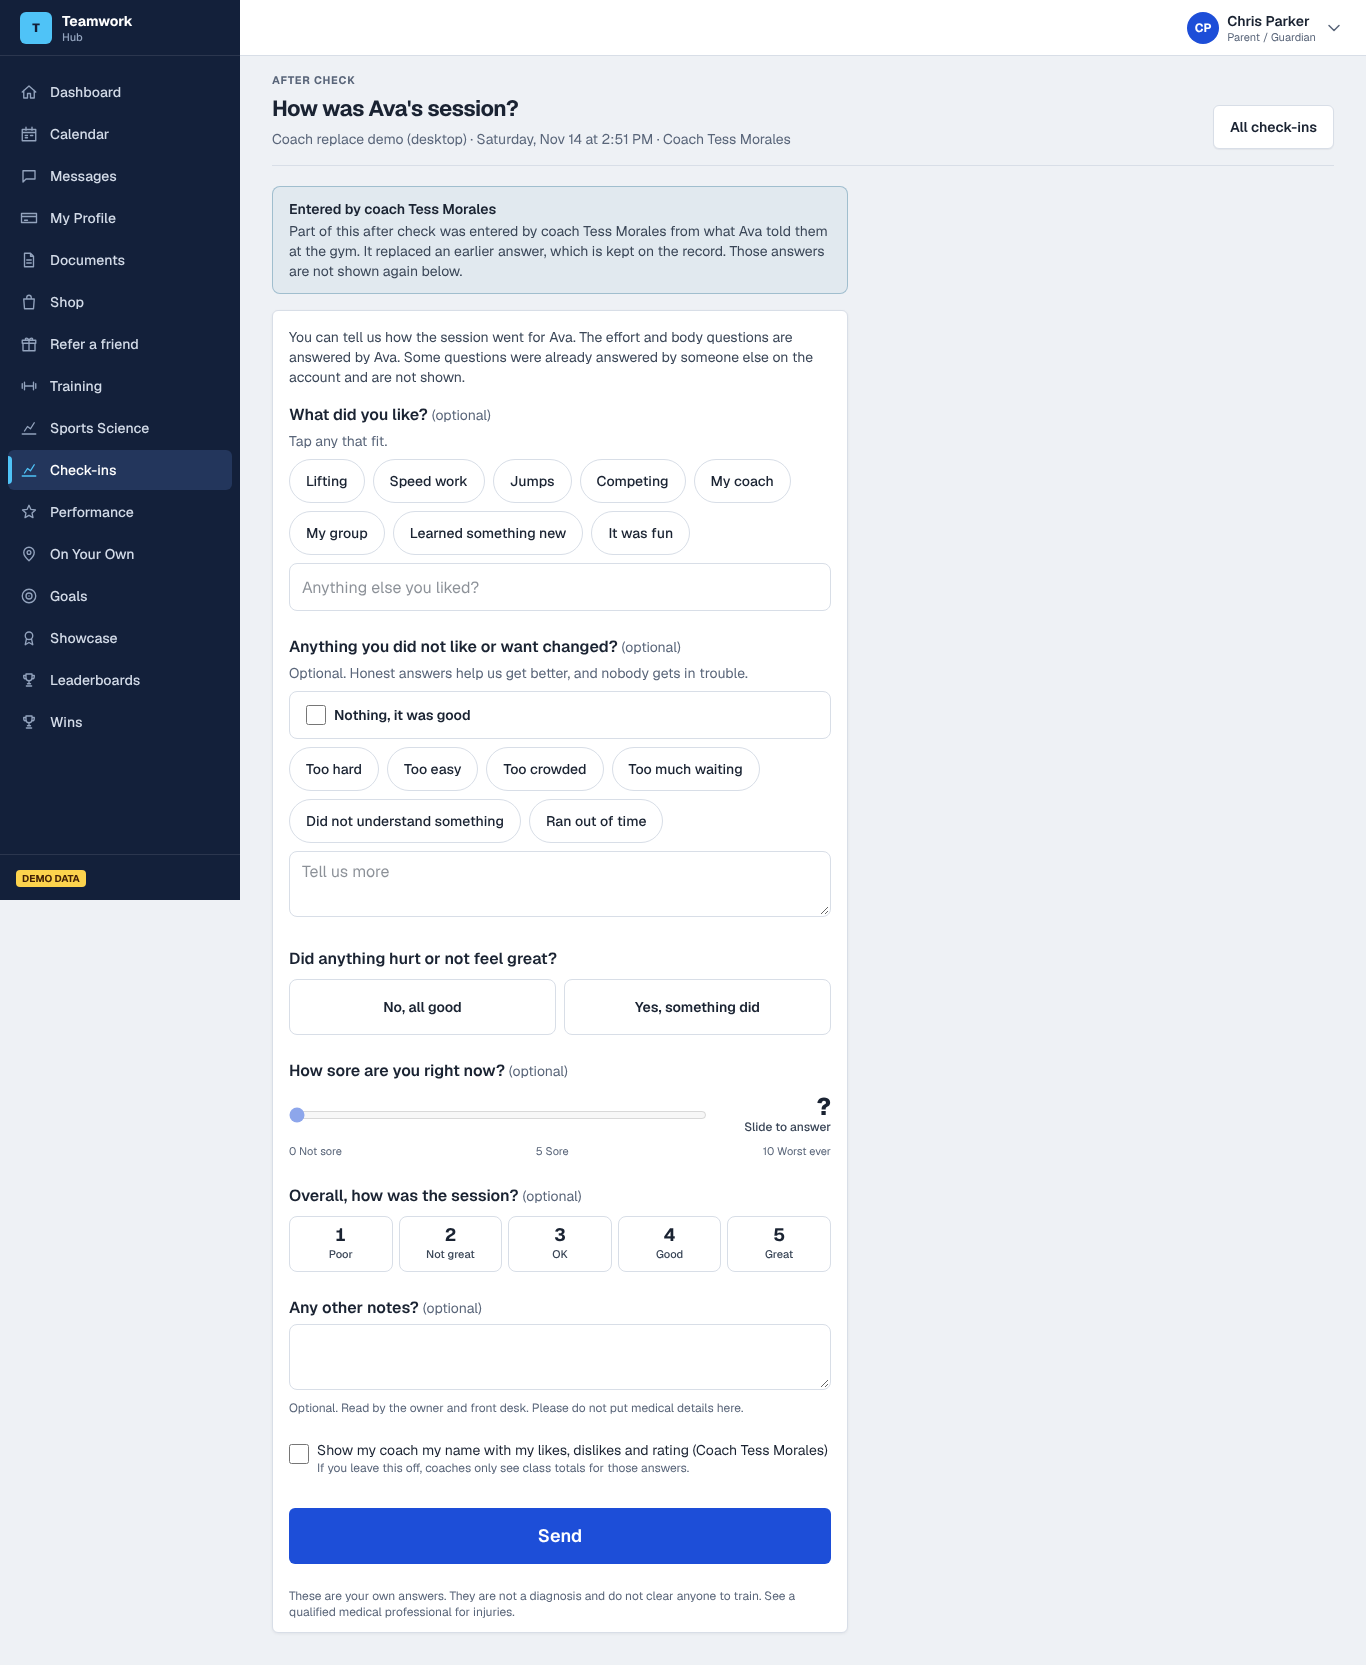 T
Teamwork
Hub
CP
Chris Parker
Parent / Guardian
Dashboard
Calendar
Messages
My Profile
Documents
Shop
Refer a friend
Training
Sports Science
Check-ins
Performance
On Your Own
Goals
Showcase
Leaderboards
Wins
DEMO DATA
AFTER CHECK
How was Ava's session?
Coach replace demo (desktop) · Saturday, Nov 14 at 2:51 PM · Coach Tess Morales
All check-ins
Entered by coach Tess Morales
Part of this after check was entered by coach Tess Morales from what Ava told them
at the gym. It replaced an earlier answer, which is kept on the record. Those answers
are not shown again below.
You can tell us how the session went for Ava. The effort and body questions are
answered by Ava. Some questions were already answered by someone else on the
account and are not shown.
What did you like? (optional)
Tap any that fit.
Lifting
Speed work
Jumps
Competing
My coach
My group
Learned something new
It was fun
Anything else you liked?
Anything you did not like or want changed? (optional)
Optional. Honest answers help us get better, and nobody gets in trouble.
Nothing, it was good
Too hard
Too easy
Too crowded
Too much waiting
Did not understand something
Ran out of time
Tell us more
Did anything hurt or not feel great?
No, all good
Yes, something did
How sore are you right now? (optional)
?
Slide to answer
0 Not sore
5 Sore
10 Worst ever
Overall, how was the session? (optional)
1
Poor
2
Not great
3
OK
4
Good
5
Great
Any other notes? (optional)
Optional. Read by the owner and front desk. Please do not put medical details here.
Show my coach my name with my likes, dislikes and rating (Coach Tess Morales)
If you leave this off, coaches only see class totals for those answers.
Send
These are your own answers. They are not a diagnosis and do not clear anyone to train. See a
qualified medical professional for injuries.